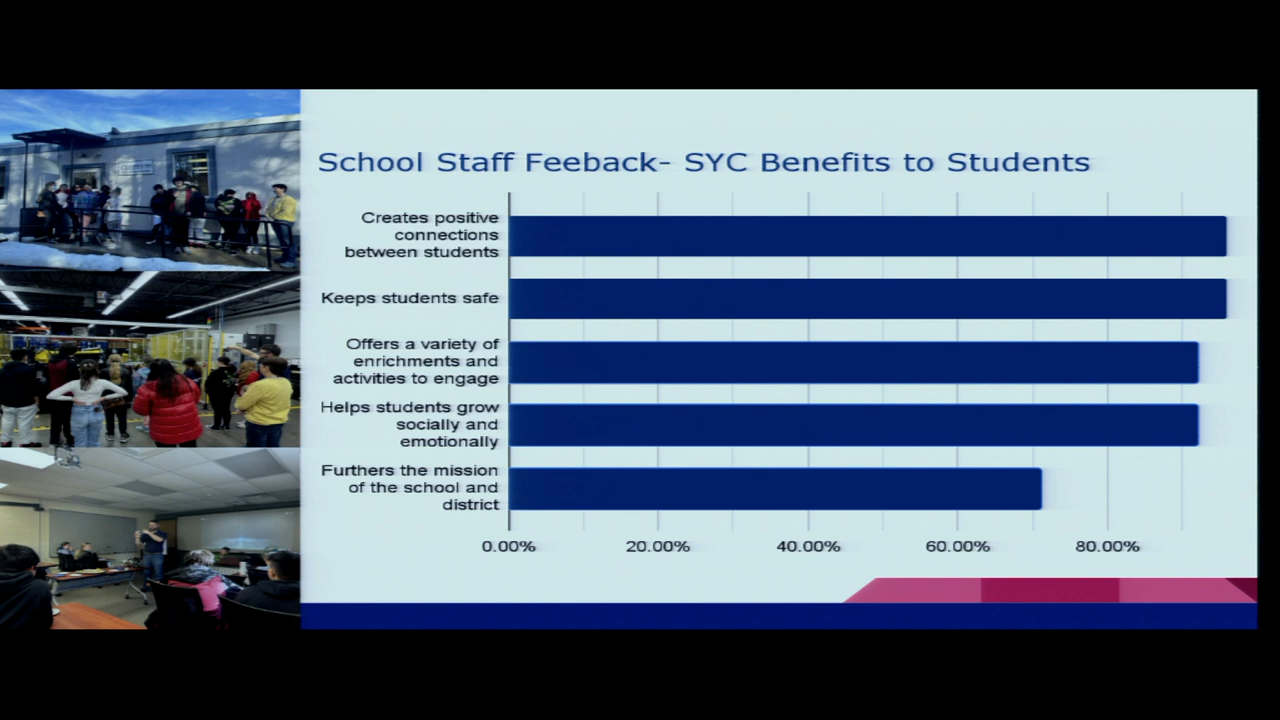 School Staff Feeback- SYC Benefits to Students
Creates positive
connections
between students
Keeps students safe
Offers a variety of
enrichments and
activities to engage
Helps students grow
socially and
emotionally
Furthers the mission
of the school and
district
0.00% 20.00% 40.00% 60.00% 80.00%